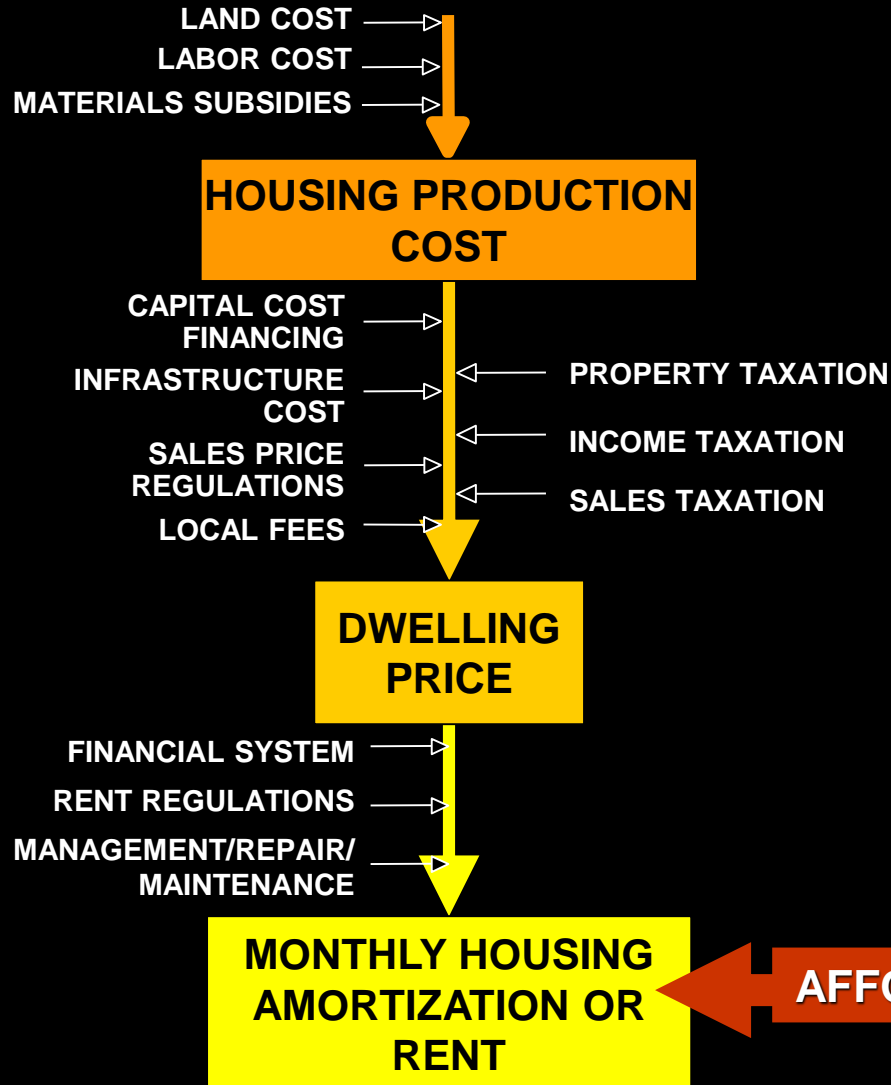 LAND COST
LABOR COST
MATERIALS SUBSIDIES
HOUSING PRODUCTION
COST
CAPITAL COST
FINANCING
INFRASTRUCTURE
COST
SALES PRICE
REGULATIONS
LOCAL FEES
PROPERTY TAXATION
INCOME TAXATION
SALES TAXATION
DWELLING
PRICE
FINANCIAL SYSTEM
RENT REGULATIONS
MANAGEMENT/REPAIR/
MAINTENANCE
MONTHLY HOUSING
AMORTIZATION OR
RENT